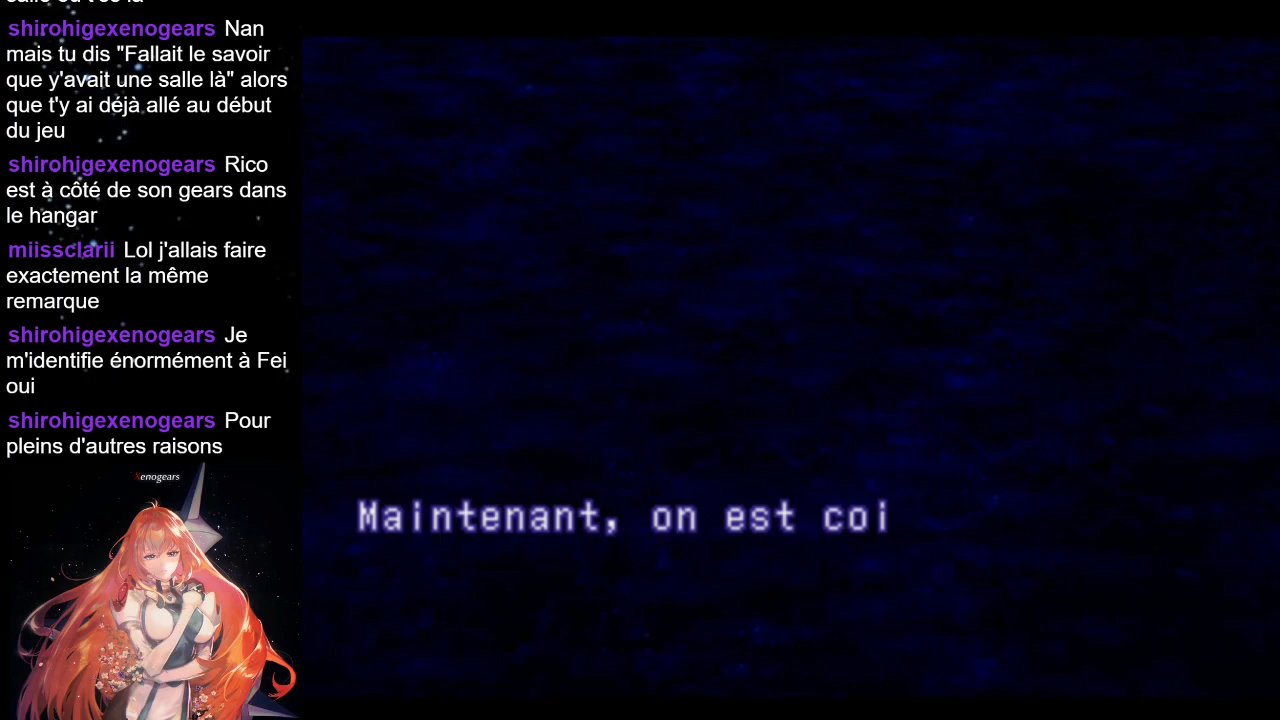 shirohigexenogears Nan
mais tu dis "Fallait le savoir
que y'avait une salle là" alors
que t'y ai déjà allé au début
du jeu
shirohigexenogears Rico
est à côté de son gears dans
le hangar
miissclarii Lol j'allais faire
exactement la même
remarque
shirohigexenogears Je
m'identifie énormément à Fei
oui
shirohigexenogears Pour
pleins d'autres raisons
Xenogears
Maintenant, on est coi